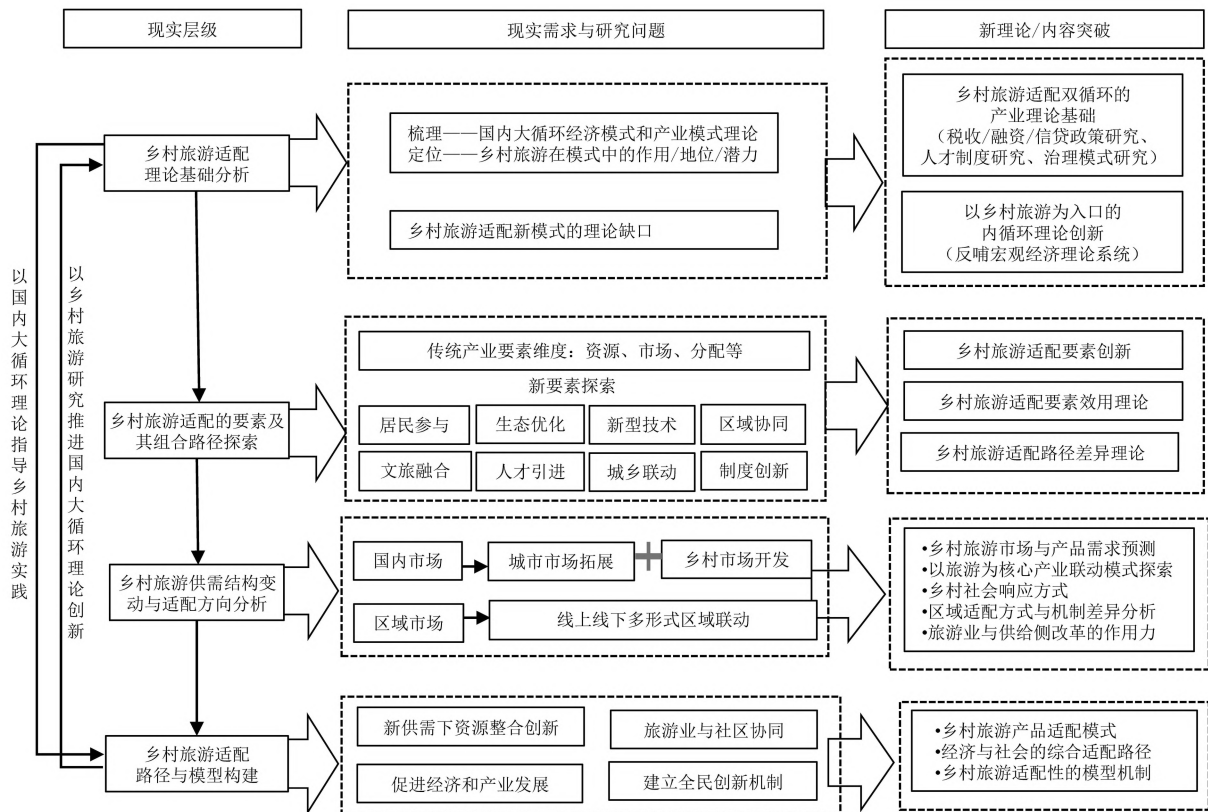 现实层级
现实需求与研究问题
新理论/内容突破
以国内大循环理论指导乡村旅游实践
以乡村旅游研究推进国内大循环理论创新
乡村旅游适配
理论基础分析
梳理——国内大循环经济模式和产业模式理论
定位——乡村旅游在模式中的作用/地位/潜力
乡村旅游适配新模式的理论缺口
乡村旅游适配双循环的
产业理论基础
(税收/融资/信贷政策研究、
人才制度研究、治理模式研究)
以乡村旅游为入口的
内循环理论创新
(反哺宏观经济理论系统)
乡村旅游适配的要素及
其组合路径探索
传统产业要素维度：资源、市场、分配等
新要素探索
居民参与
生态优化
新型技术
区域协同
文旅融合
人才引进
城乡联动
制度创新
乡村旅游适配要素创新
乡村旅游适配要素效用理论
乡村旅游适配路径差异理论
乡村旅游供需结构变
动与适配方向分析
国内市场
城市市场拓展
乡村市场开发
区域市场
线上线下多形式区域联动
•乡村旅游市场与产品需求预测
•以旅游为核心产业联动模式探索
•乡村社会响应方式
•区域适配方式与机制差异分析
•旅游业与供给侧改革的作用力
乡村旅游适配
路径与模型构建
新供需下资源整合创新
旅游业与社区协同
促进经济和产业发展
建立全民创新机制
•乡村旅游产品适配模式
•经济与社会的综合适配路径
•乡村旅游适配性的模型机制